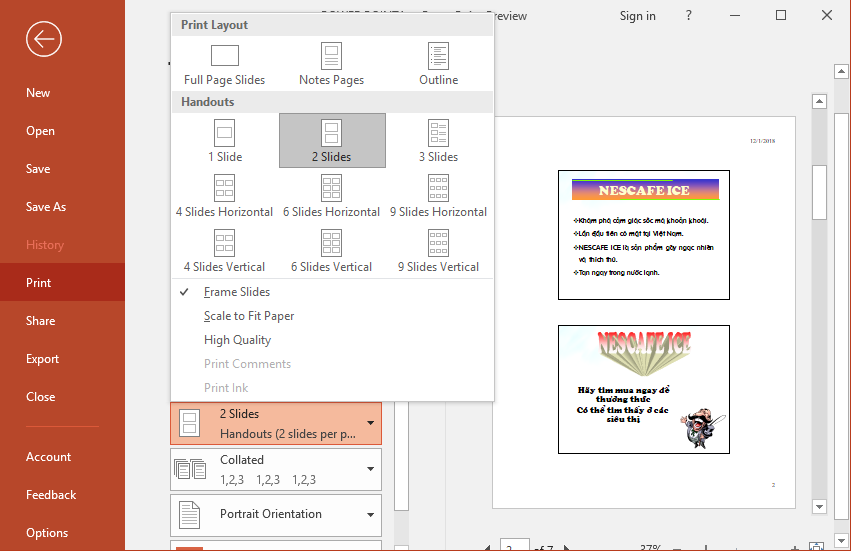 Preview
Sign in
?
New
Open
Save
Save As
History
Print
Share
Export
Close
Account
Feedback
Options
Print Layout
Full Page Slides
Notes Pages
Outline
Handouts
1 Slide
2 Slides
3 Slides
4 Slides Horizontal
6 Slides Horizontal
9 Slides Horizontal
4 Slides Vertical
6 Slides Vertical
9 Slides Vertical
Frame Slides
Scale to Fit Paper
High Quality
Print Comments
Print Ink
2 Slides
Handouts (2 slides per p...
Collated
1,2,3 1,2,3 1,2,3
Portrait Orientation
12/1/2018
NESCAFE ICE
❖Khám phá cảm giác sốc mà khoan khoái.
❖Lần đầu tiên có mặt tại Việt Nam.
❖NESCAFE ICE là sản phẩm gây ngạc nhiên
và thích thú.
❖Tan ngay trong nước lạnh.
NESCAFE ICE
Hãy tìm mua ngay để
thưởng thức
Có thể tìm thấy ở các
siêu thị
2
2 of 7
37%